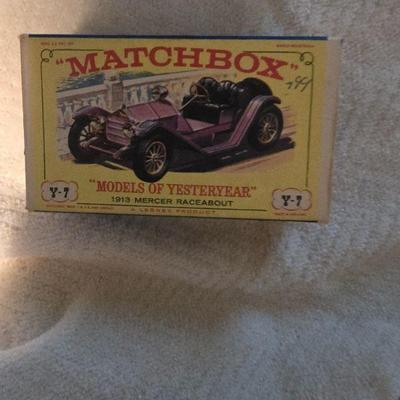 "MATCHBOX"
"MODELS OF YESTERYEAR"
Y-7
1913 MERCER RACEABOUT
Y-7
A LESNEY PRODUCT